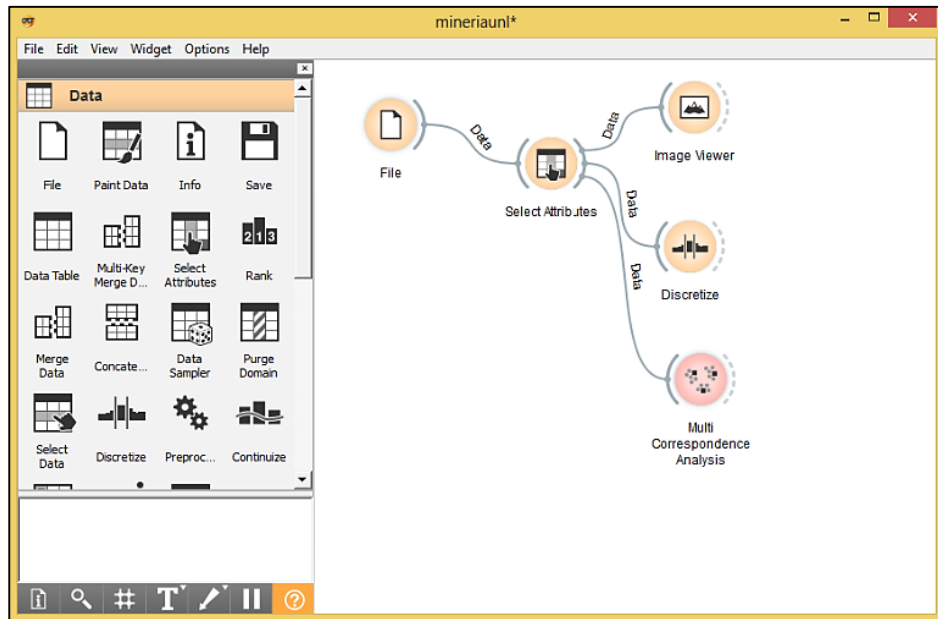 mineriaunl*
File Edit View Widget Options Help
Data
File Paint Data Info Save
Data Table Multi-Key Merge D... Select Attributes Rank
Merge Data Concate... Data Sampler Purge Domain
Select Data Discretize Preproc... Continuize
File
Data
Select Attributes
Data
Image Viewer
Data
Discretize
Data
Multi
Correspondence
Analysis